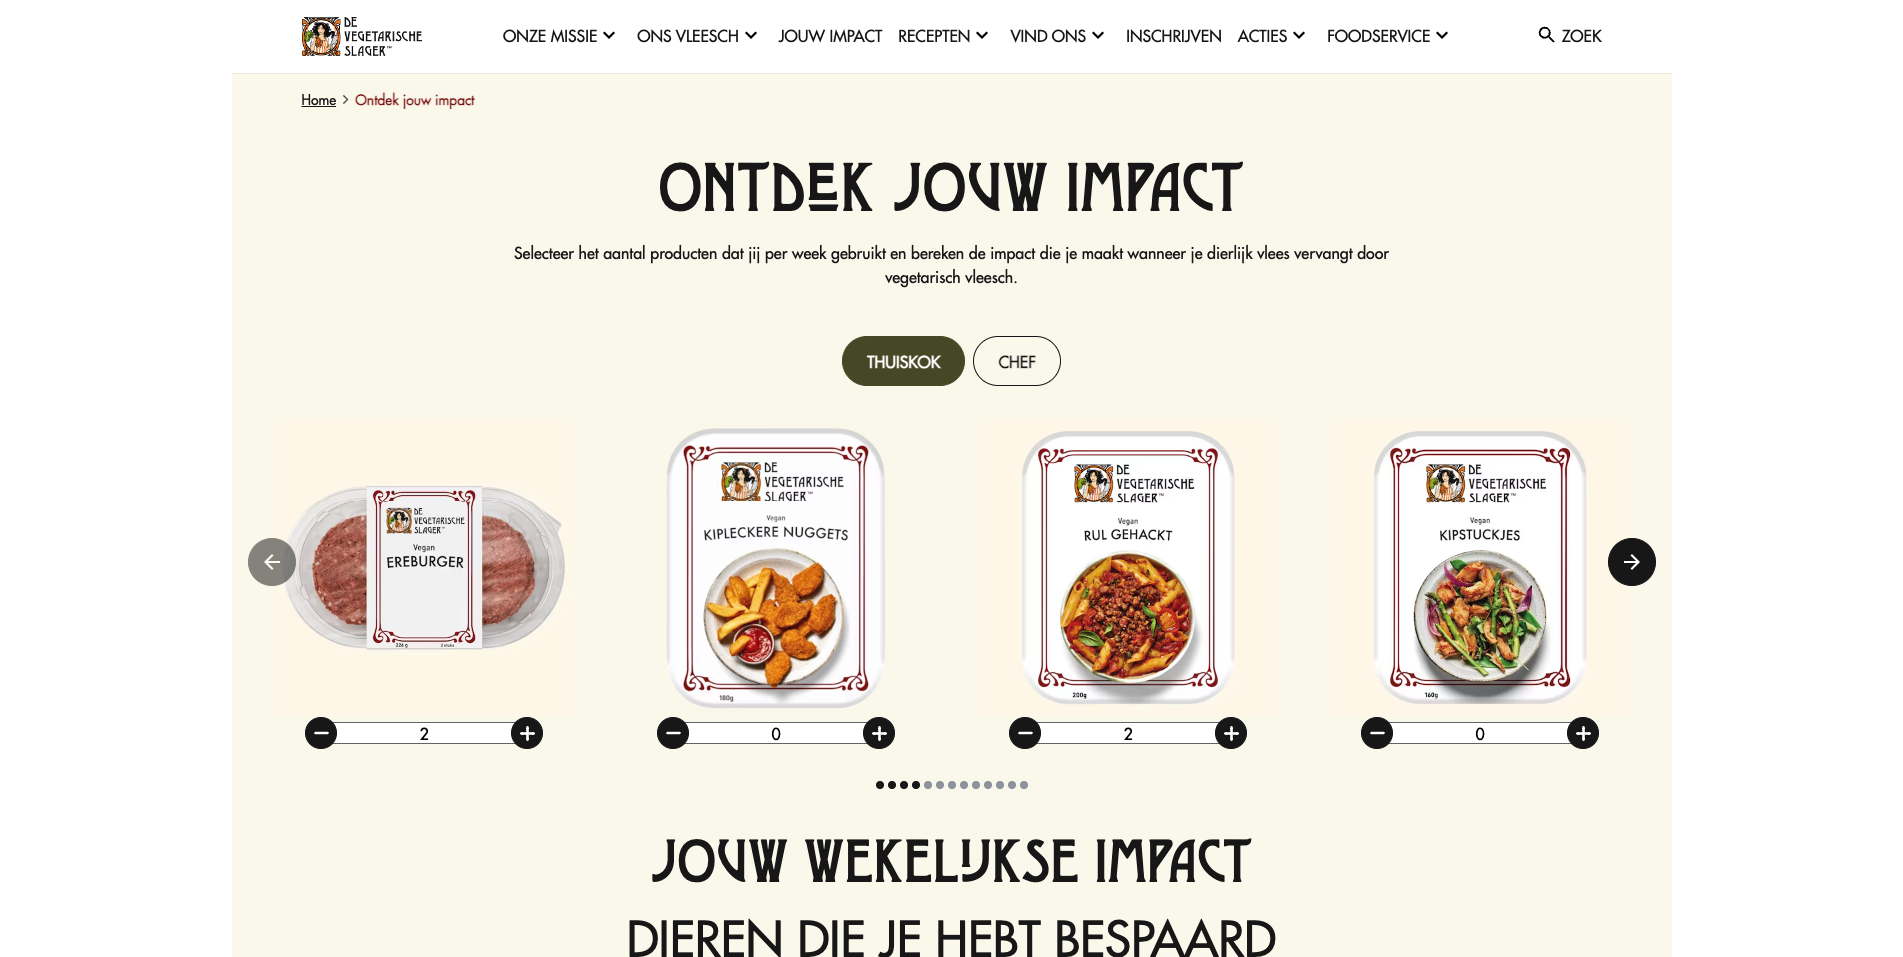 DE
VEGETARISCHE
SLAGER™
ONZE MISSIE
ONS VLEESCH
JOUW IMPACT
RECEPTEN
VIND ONS
INSCHRIJVEN
ACTIES
FOODSERVICE
ZOEK
Home > Ontdek jouw impact
ONTDEK JOUW IMPACT
Selecteer het aantal producten dat jij per week gebruikt en bereken de impact die je maakt wanneer je dierlijk vlees vervangt door
vegetarisch vleesch.
THUISKOK
CHEF
DE
VEGETARISCHE
SLAGER™
Vegan
EREBURGER
226 g
2 stuks
DE
VEGETARISCHE
SLAGER™
Vegan
KIPLECKERE NUGGETS
180g
DE
VEGETARISCHE
SLAGER™
Vegan
RUL GEHACKT
200g
DE
VEGETARISCHE
SLAGER™
Vegan
KIPSTUCKJES
160g
2
0
2
0
JOUW WEKELIJKSE IMPACT
DIEREN DIE JE HEBT BESPAARD